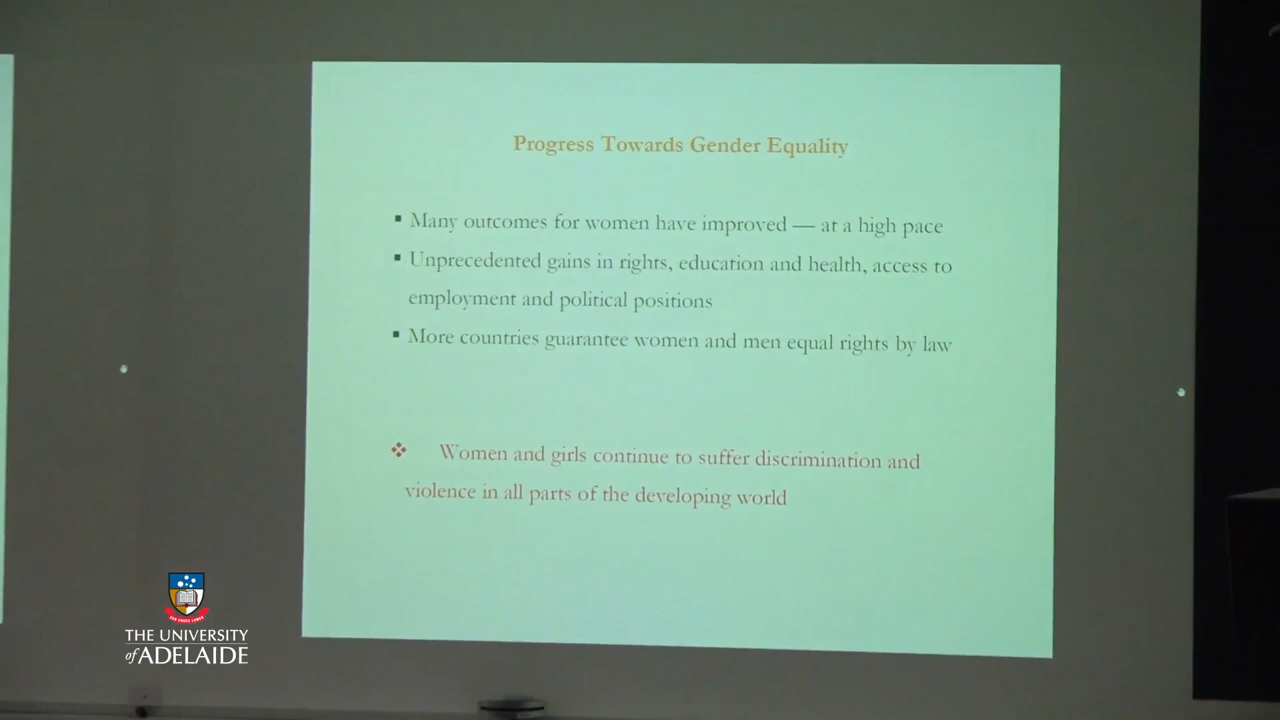 Progress Towards Gender Equality
▪ Many outcomes for women have improved — at a high pace
▪ Unprecedented gains in rights, education and health, access to
employment and political positions
▪ More countries guarantee women and men equal rights by law
❖ Women and girls continue to suffer discrimination and
violence in all parts of the developing world
THE UNIVERSITY
of ADELAIDE